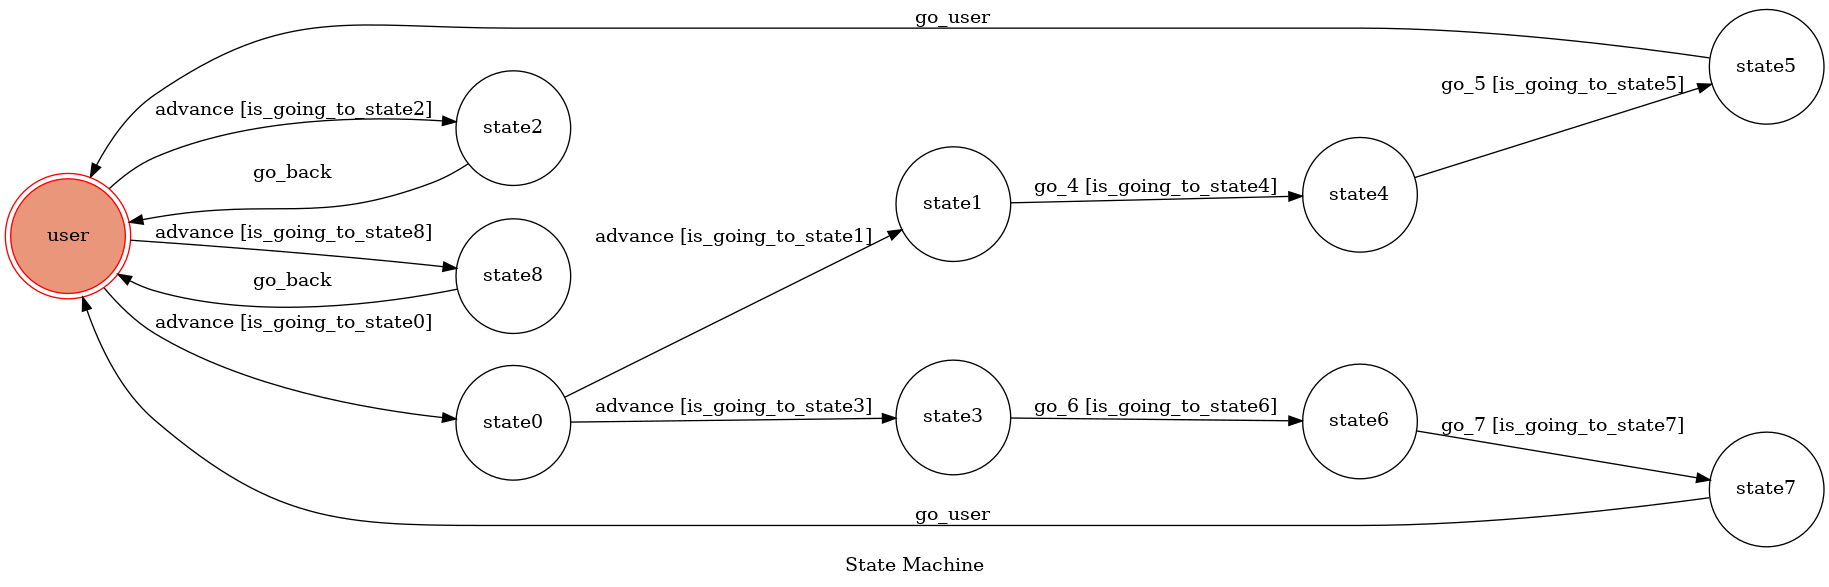 go_user
state5
go_5 [is_going_to_state5]
advance [is_going_to_state2]
state2
go_back
go_4 [is_going_to_state4]
state4
state1
user
advance [is_going_to_state8]
advance [is_going_to_state1]
state8
go_back
advance [is_going_to_state0]
state0
advance [is_going_to_state3]
state3
go_6 [is_going_to_state6]
state6
go_7 [is_going_to_state7]
state7
go_user
State Machine